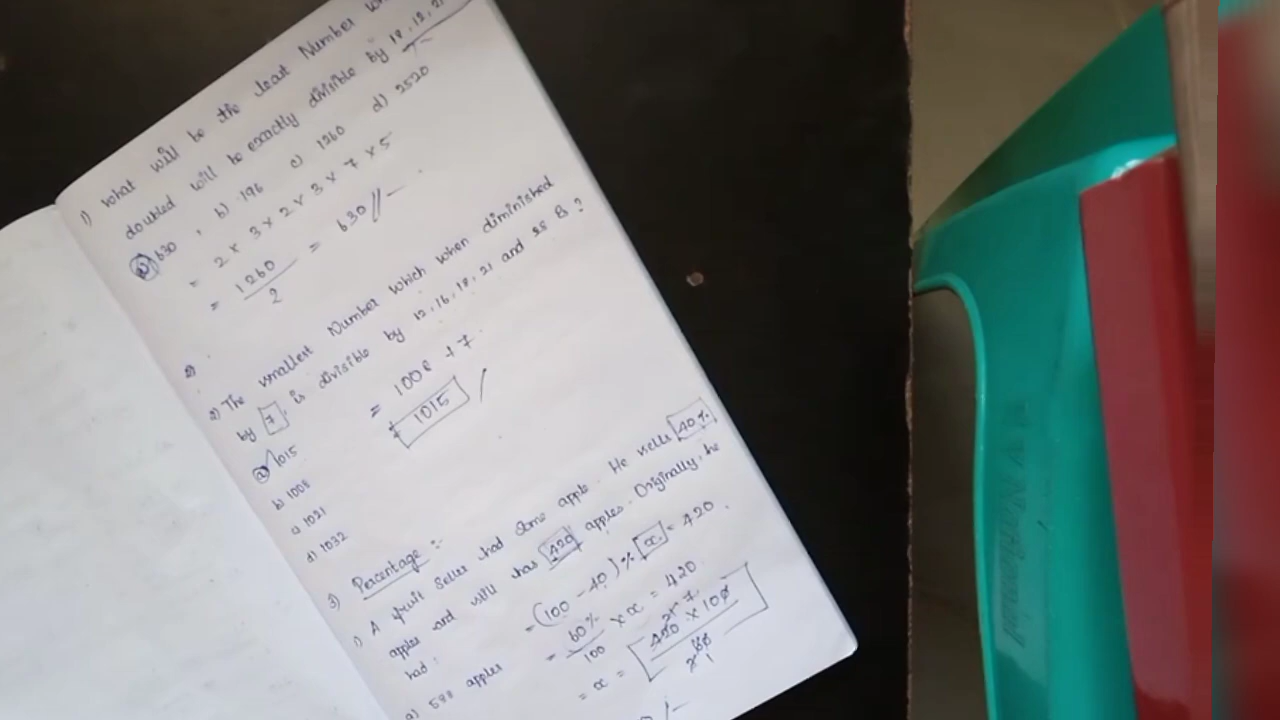 1) What will be the least Number wh
doubled will be exactly divisible by 12, 18, 21
a) 630, b) 196 c) 1260 d) 2520
= 2 x 3 x 2 x 3 x 7 x 5
= 1260 / 2 = 630 //
2)
2) The smallest Number which when diminished
by 7, is divisible by 12, 16, 18, 21 and 28 & ?
a) 1015
= 1008 + 7
b) 1008
= 1015
c) 1021
d) 1032
3) Percentage :-
1) A fruit seller had some apple. He sells 40%
apples and still has 420 apples. Originally, he
had.
= (100 - 40)% x = 420.
a) 588 apples
= 60% / 100 x x = 420
= x = 420 x 100 / 60